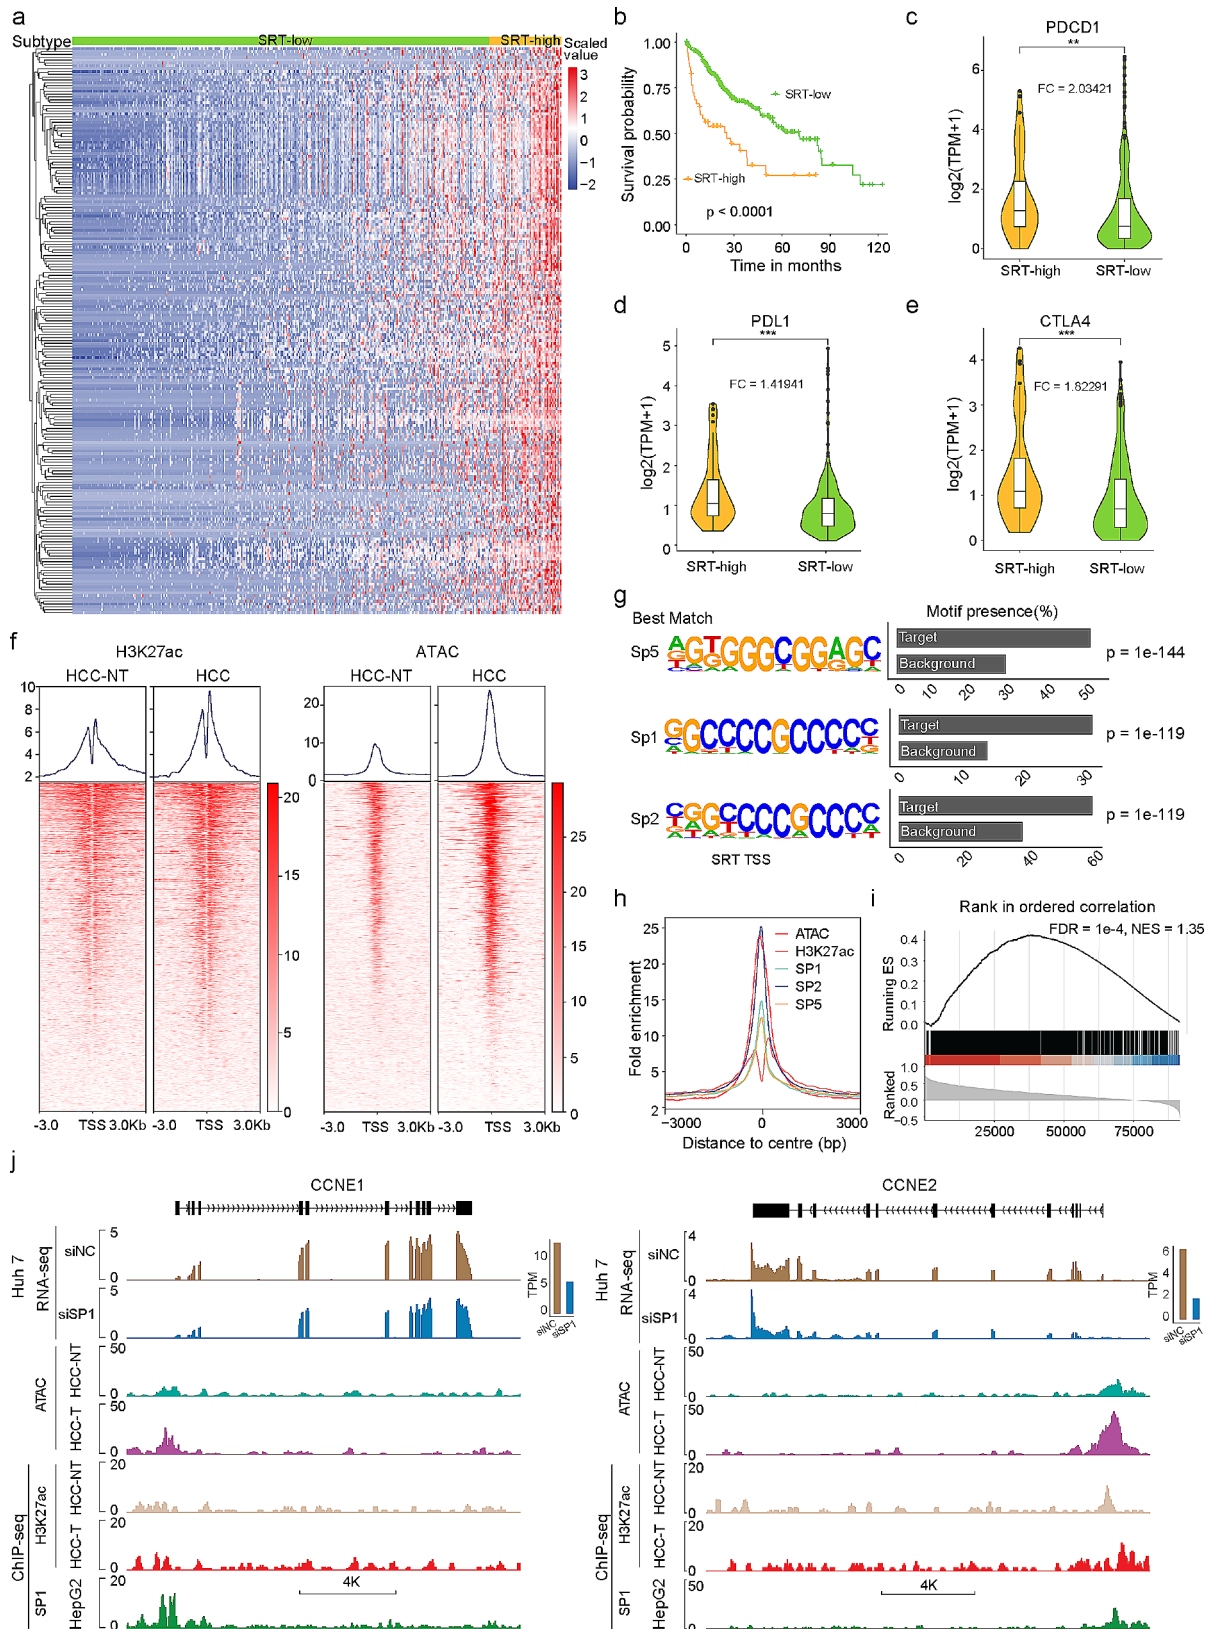 a
Subtype
SRT-low
SRT-high
Scaled
value
3
2
1
0
−1
−2
b
Survival probability
1.00
0.75
0.50
0.25
0.00
SRT-low
SRT-high
p < 0.0001
0 30 60 90 120
Time in months
c
PDCD1
**
FC = 2.03421
log2(TPM+1)
6
4
2
0
SRT-high SRT-low
d
PDL1
***
FC = 1.41941
log2(TPM+1)
5
4
3
2
1
0
SRT-high SRT-low
e
CTLA4
***
FC = 1.82291
log2(TPM+1)
4
3
2
1
0
SRT-high SRT-low
f
H3K27ac
HCC-NT HCC
10
8
6
4
2
20
15
10
5
0
-3.0 TSS 3.0Kb -3.0 TSS 3.0Kb
ATAC
HCC-NT HCC
20
10
0
25
20
15
10
5
0
-3.0 TSS 3.0Kb -3.0 TSS 3.0Kb
g
Best Match
Motif presence(%)
Sp5
AGTGGGCGGAGC
Target
Background
p = 1e-144
0 10 20 30 40 50
Sp1
GGCCCCGCCCCC
Target
Background
p = 1e-119
0 10 20 30
Sp2
CGGCCCCGCCCC
Target
Background
p = 1e-119
0 20 40 60
SRT TSS
h
Fold enrichment
25
20
15
10
5
2
ATAC
H3K27ac
SP1
SP2
SP5
−3000 0 3000
Distance to centre (bp)
i
Rank in ordered correlation
FDR = 1e-4, NES = 1.35
Running ES
0.4
0.3
0.2
0.1
0.0
Ranked
1.0
0.5
0.0
−0.5
25000 50000 75000
j
CCNE1
Huh 7
RNA-seq
siNC
5
0
siSP1
5
0
TPM
10
5
0
siNC
siSP1
ATAC
HCC-NT
50
0
HCC-T
50
0
ChIP-seq
H3K27ac
HCC-NT
20
0
HCC-T
20
0
SP1
HepG2
20
0
4K
CCNE2
Huh 7
RNA-seq
siNC
4
0
siSP1
4
0
TPM
6
4
2
0
siNC
siSP1
ATAC
HCC-NT
50
0
HCC-T
50
0
ChIP-seq
H3K27ac
HCC-NT
20
0
HCC-T
20
0
SP1
HepG2
50
0
4K